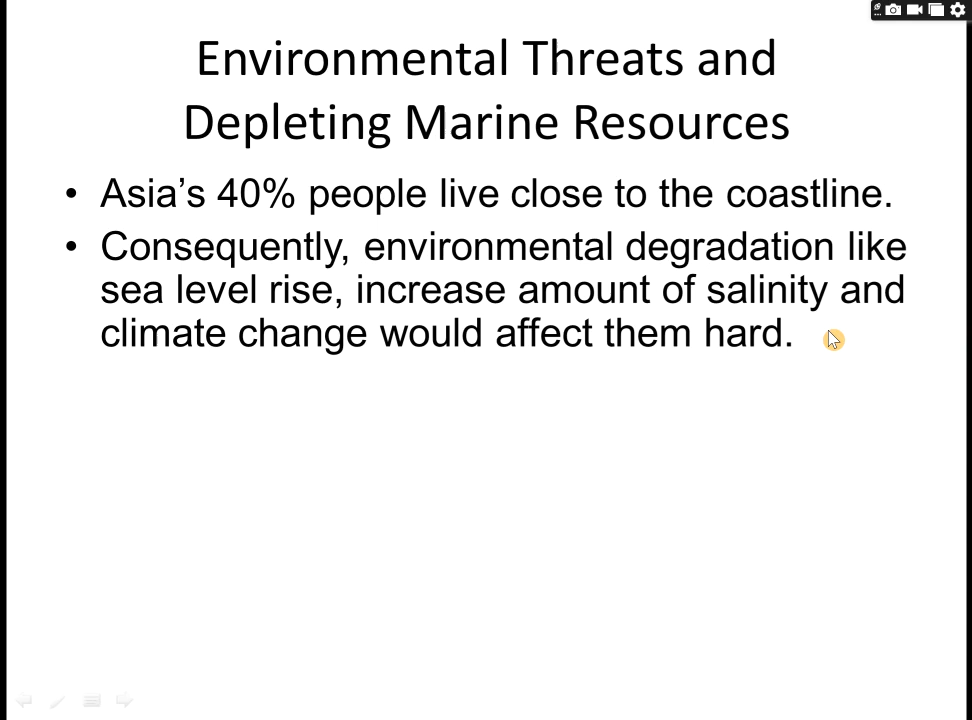 Environmental Threats and
Depleting Marine Resources
• Asia’s 40% people live close to the coastline.
• Consequently, environmental degradation like
sea level rise, increase amount of salinity and
climate change would affect them hard.